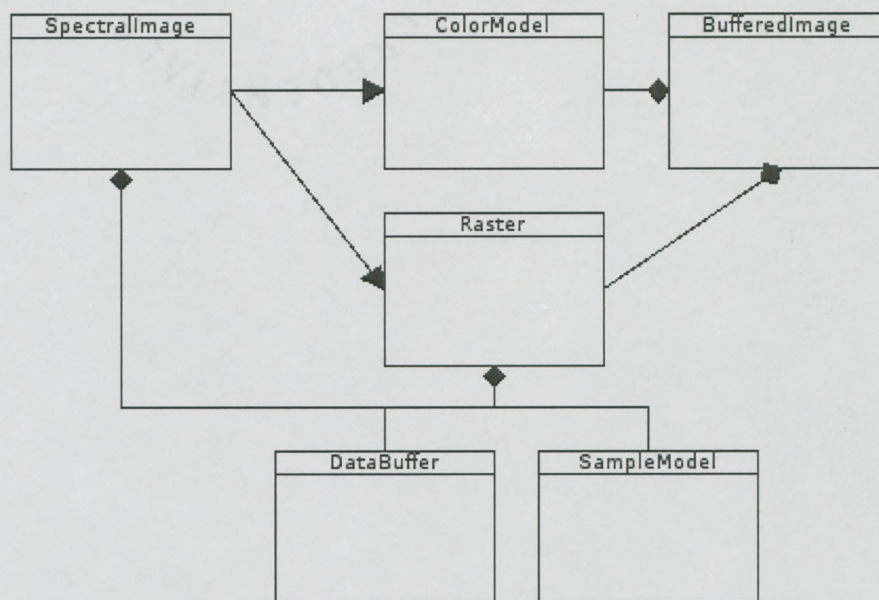 SpectralImage
ColorModel
BufferedImage
Raster
DataBuffer
SampleModel